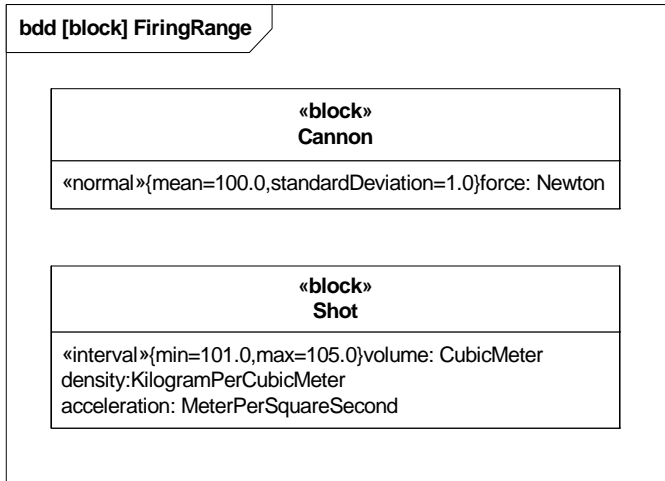 bdd [block] FiringRange
«block»
Cannon
«normal»{mean=100.0,standardDeviation=1.0}force: Newton
«block»
Shot
«interval»{min=101.0,max=105.0}volume: CubicMeter
density:KilogramPerCubicMeter
acceleration: MeterPerSquareSecond